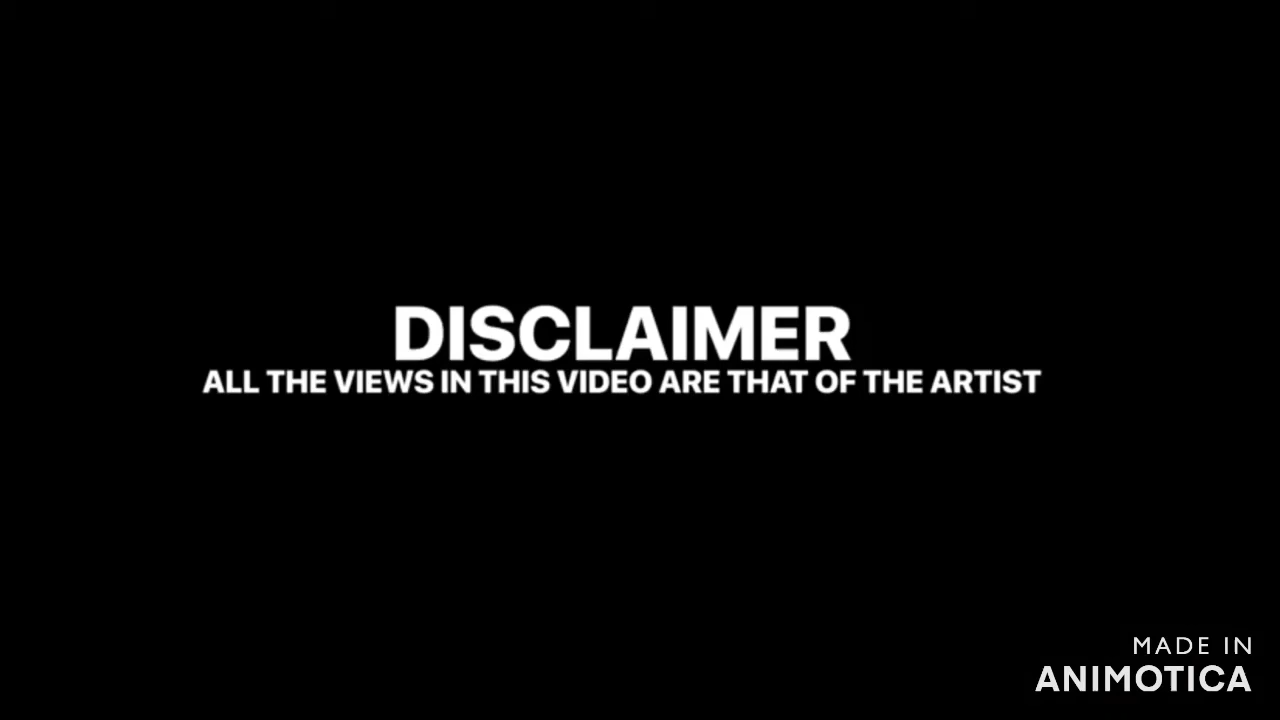 DISCLAIMER
ALL THE VIEWS IN THIS VIDEO ARE THAT OF THE ARTIST
MADE IN
ANIMOTICA